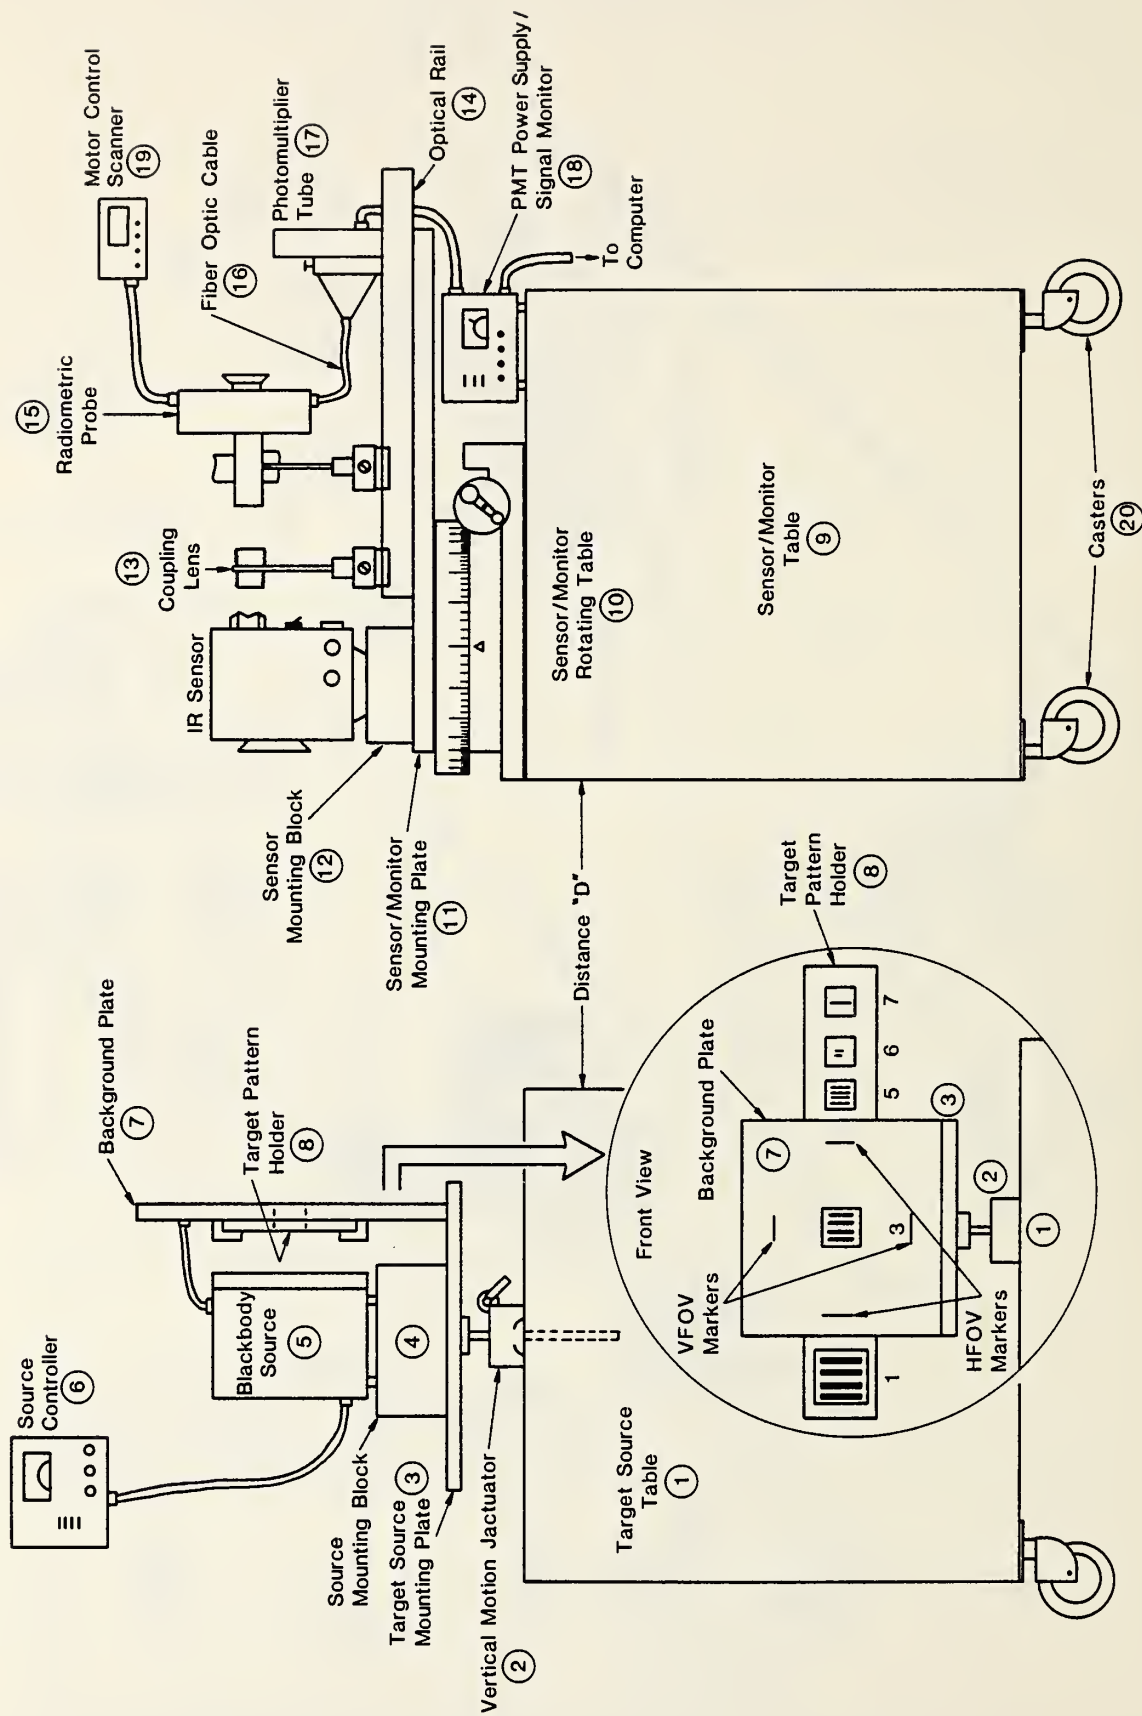 Source
Controller
6
Background Plate
7
Blackbody
Source
5
Target Pattern
Holder
8
4
Source
Mounting Block
Target Source 3
Mounting Plate
Vertical Motion Jactuator
2
Target Source
Table
1
Front View
VFOV
Markers
Background Plate
7
3
1
3
5
6
7
Target
Pattern
Holder
8
HFOV
Markers
2
1
Distance "D"
IR Sensor
Sensor
Mounting Block
12
Sensor/Monitor
Mounting Plate
11
13
Coupling
Lens
15
Radiometric
Probe
Motor Control
Scanner
19
Fiber Optic Cable
16
Photomultiplier
Tube 17
Optical Rail
14
PMT Power Supply/
Signal Monitor
18
To
Computer
Sensor/Monitor
Rotating Table
10
Sensor/Monitor
Table
9
Casters
20